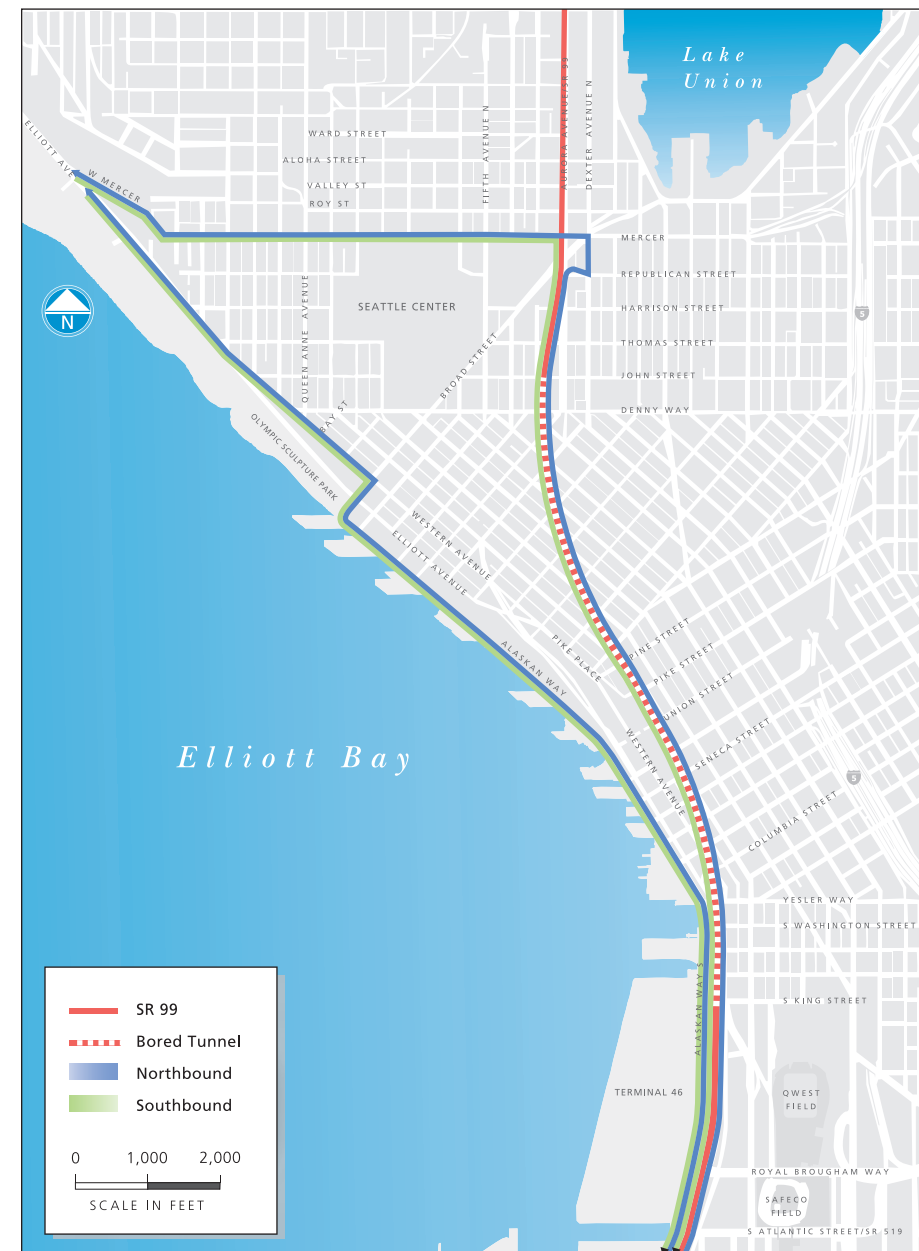 Lake
Union
AURORA AVENUE/SR 99
DEXTER AVENUE N
FIFTH AVENUE N
WARD STREET
ALOHA STREET
VALLEY ST
ROY ST
ELLIOTT AVE
W MERCER
MERCER
REPUBLICAN STREET
HARRISON STREET
THOMAS STREET
JOHN STREET
DENNY WAY
SEATTLE CENTER
QUEEN ANNE AVENUE
BROAD STREET
BAY ST
N
5
OLYMPIC SCULPTURE PARK
WESTERN AVENUE
ELLIOTT AVENUE
PIKE PLACE
ALASKAN WAY
PINE STREET
PIKE STREET
UNION STREET
SENECA STREET
WESTERN AVENUE
COLUMBIA STREET
5
Elliott Bay
YESLER WAY
S WASHINGTON STREET
S KING STREET
ALASKAN WAY S
TERMINAL 46
QWEST
FIELD
ROYAL BROUGHAM WAY
SAFECO
FIELD
S ATLANTIC STREET/SR 519
SR 99
Bored Tunnel
Northbound
Southbound
0 1,000 2,000
SCALE IN FEET